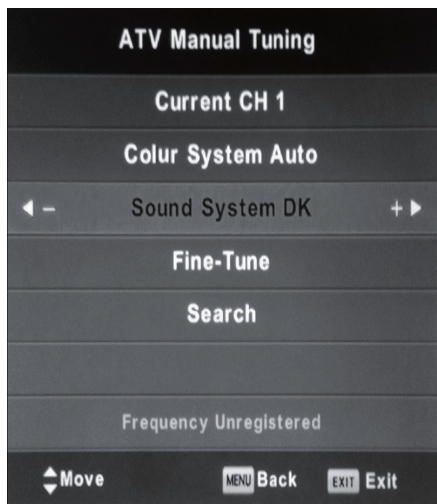 ATV Manual Tuning
Current CH 1
Colur System Auto
- Sound System DK +
Fine-Tune
Search
Frequency Unregistered
Move MENU Back EXIT Exit